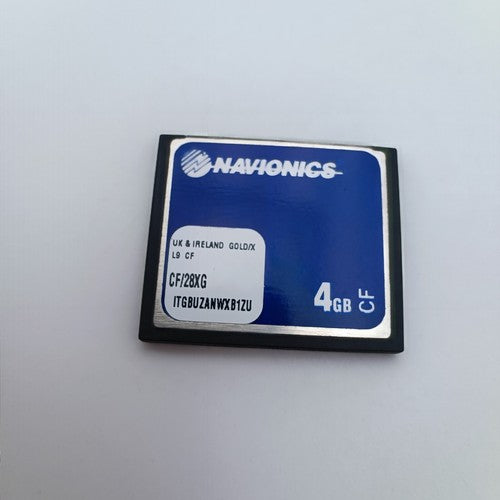 NAVIONICS
UK & IRELAND GOLD/X
L9 CF
CF/28XG
ITGBUZANWXB1ZU
4GB CF